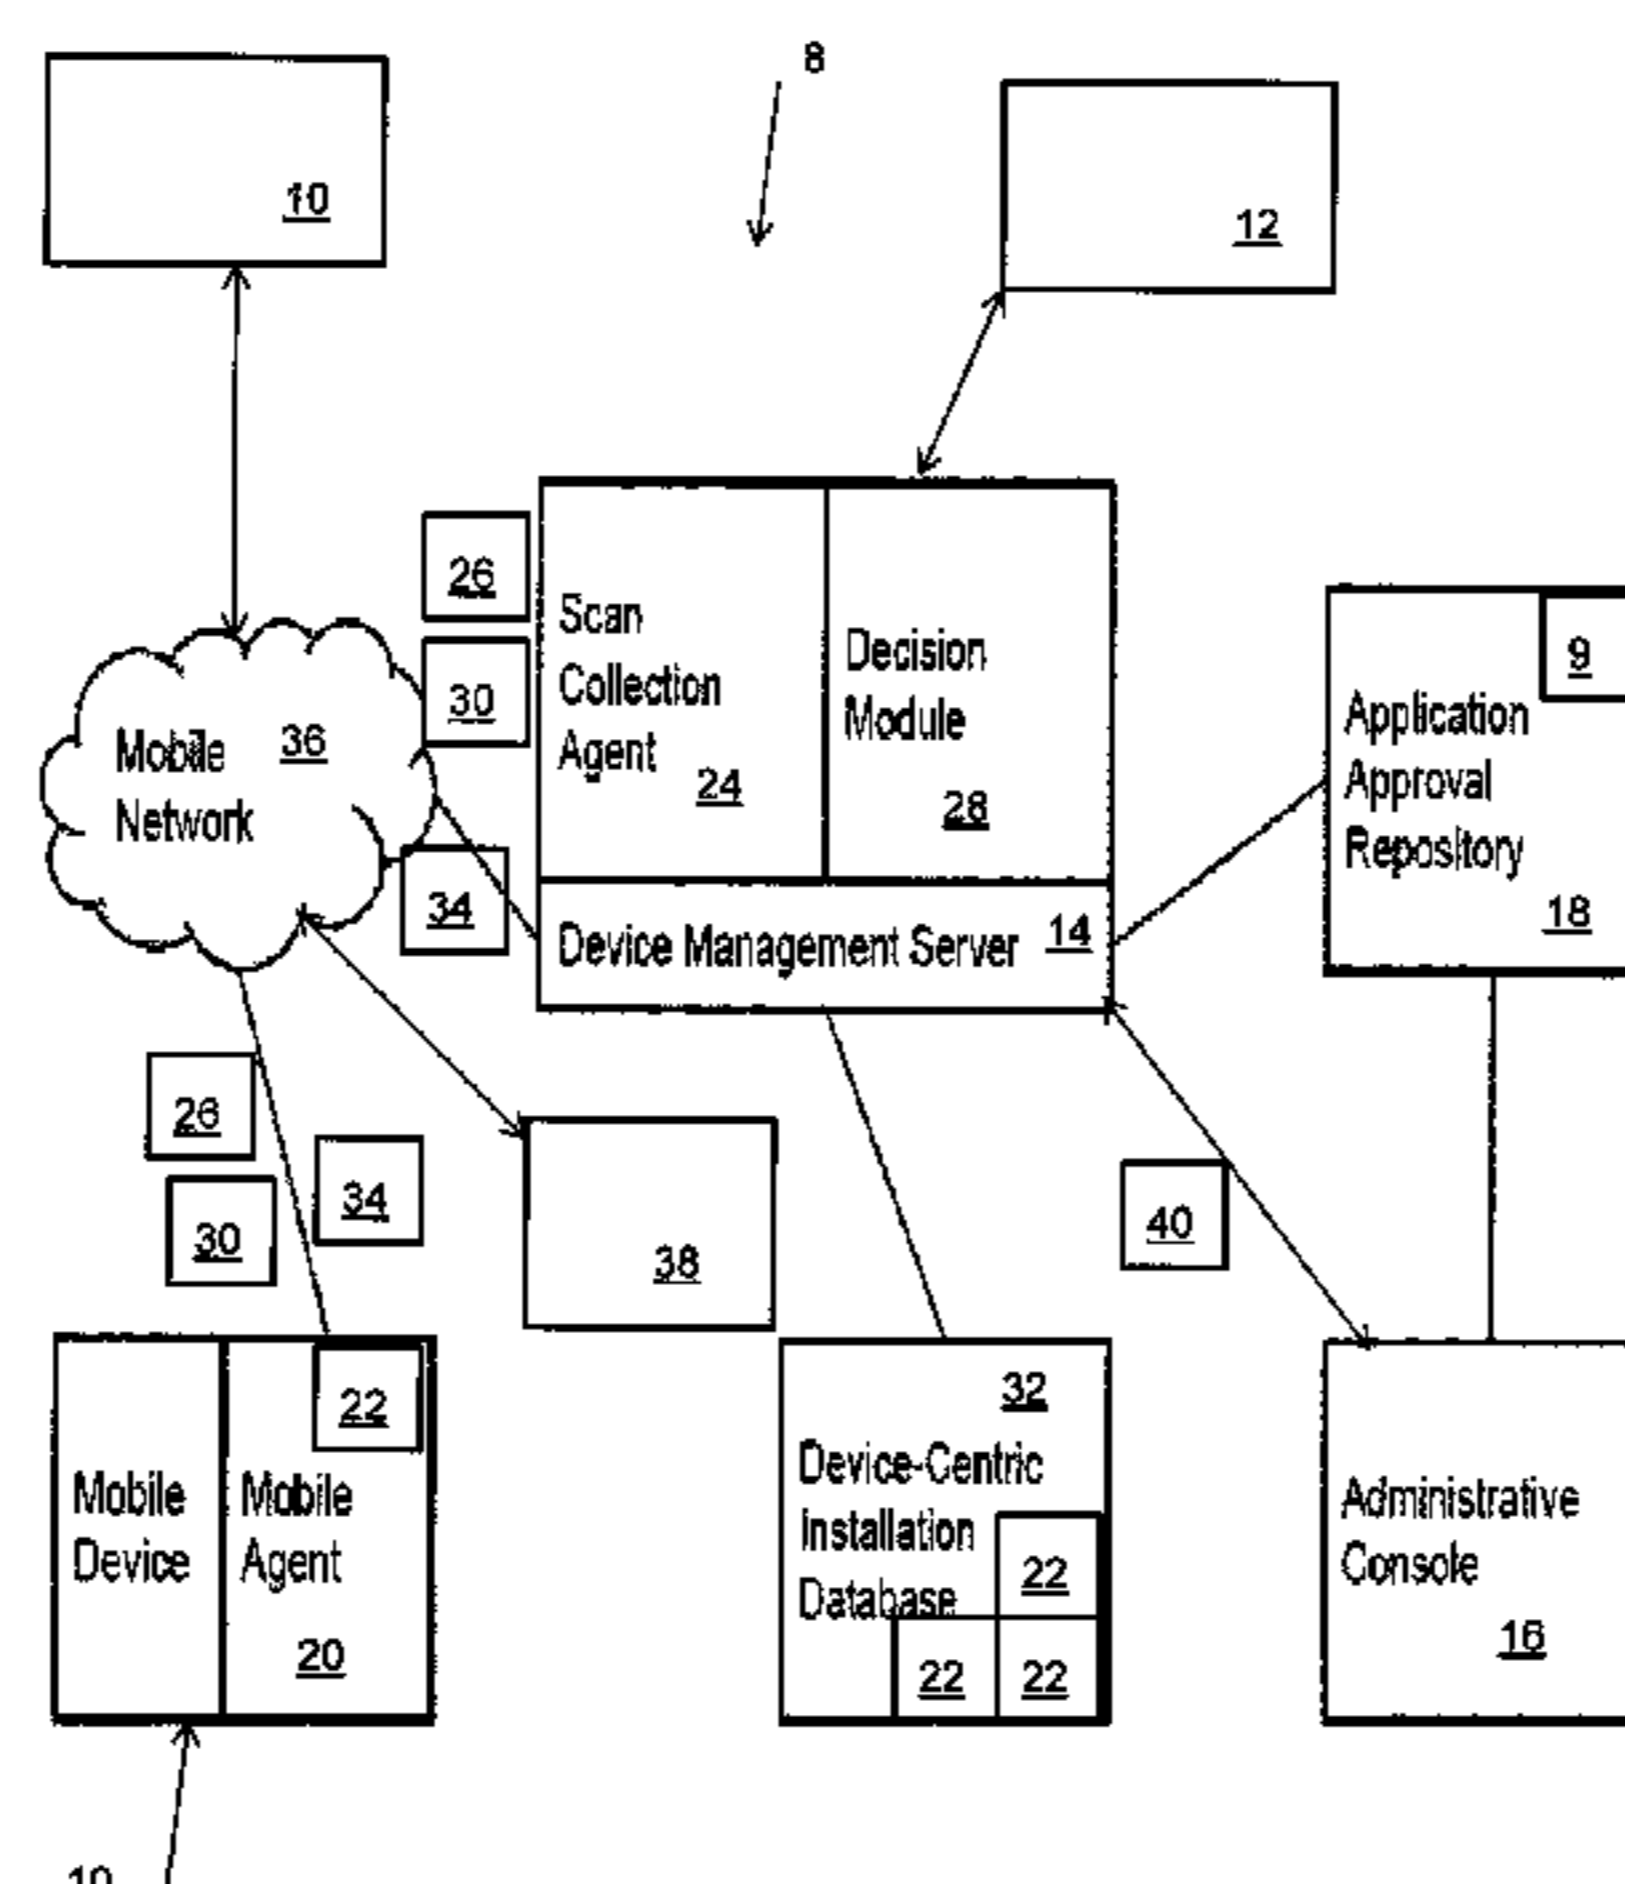 8
10
12
26
Scan
Collection
Agent
24
Decision
Module
28
30
9
Application
Approval
Repository
18
Mobile
Network
36
34
Device Management Server 14
26
30
34
38
40
22
Mobile
Device
Mobile
Agent
20
32
Device-Centric
Installation
Database
22
22
22
Administrative
Console
16
10